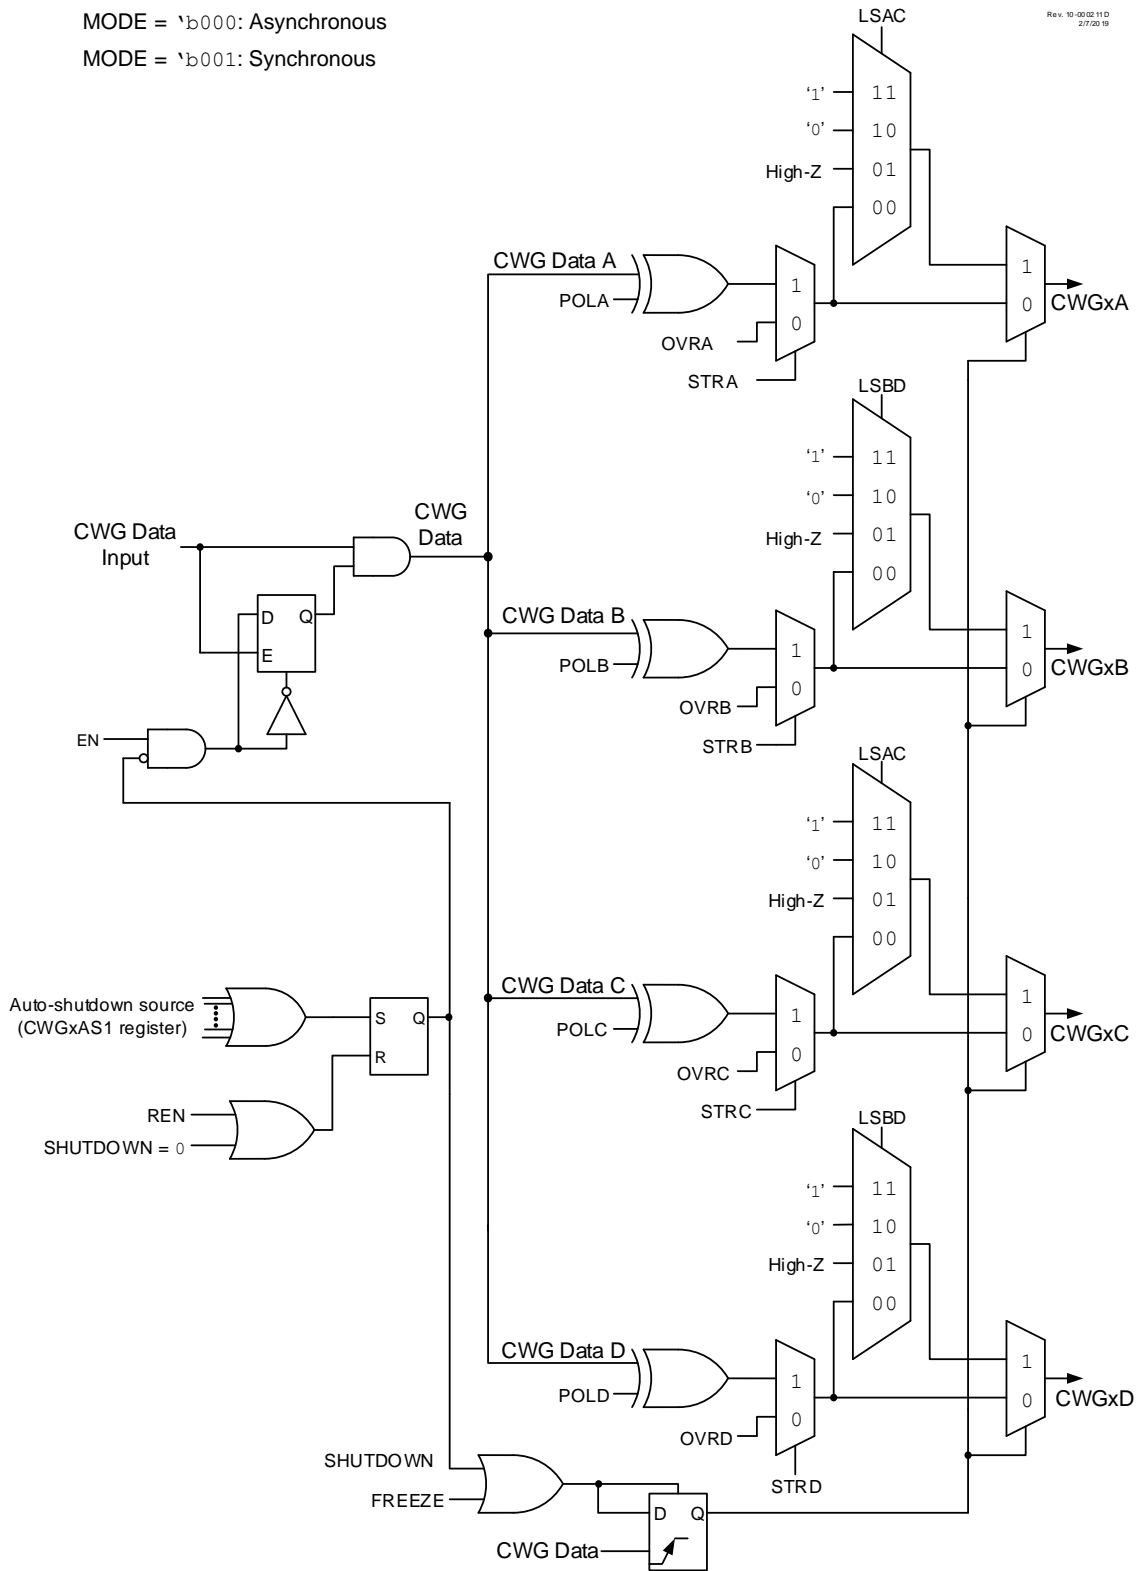 MODE = ‘b000: Asynchronous
MODE = ‘b001: Synchronous
Rev. 10-000211D
2/7/2019
LSAC
‘1’ 11
‘0’ 10
High-Z 01
00
CWG Data A
POLA
1
0
OVRA
STRA
1
0
CWGxA
LSBD
‘1’ 11
‘0’ 10
High-Z 01
00
CWG Data Input
CWG Data
D Q
E
EN
CWG Data B
POLB
1
0
OVRB
STRB
1
0
CWGxB
LSAC
‘1’ 11
‘0’ 10
High-Z 01
00
CWG Data C
POLC
1
0
OVRC
STRC
1
0
CWGxC
Auto-shutdown source
(CWGxAS1 register)
S Q
R
REN
SHUTDOWN = 0
LSBD
‘1’ 11
‘0’ 10
High-Z 01
00
CWG Data D
POLD
1
0
OVRD
STRD
1
0
CWGxD
SHUTDOWN
FREEZE
D Q
CWG Data